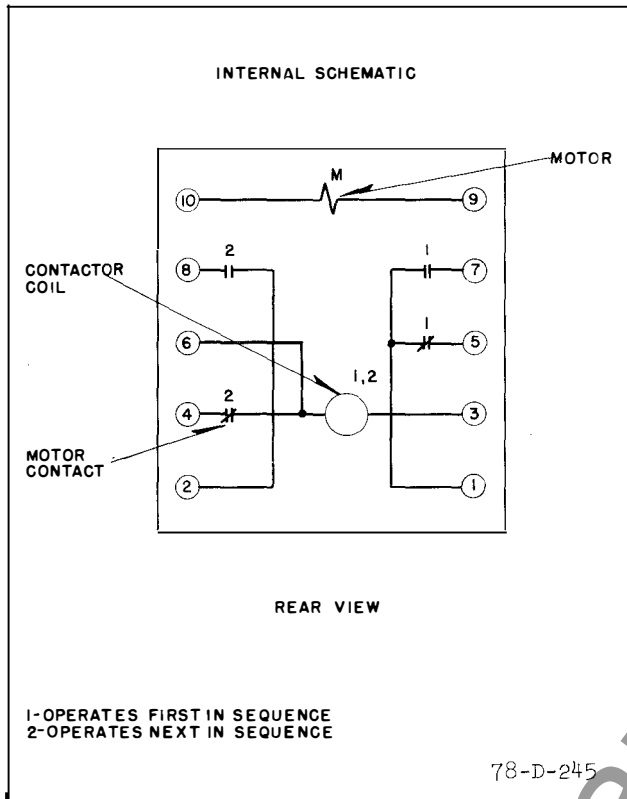 INTERNAL SCHEMATIC
M
MOTOR
10
9
2
1
8
7
CONTACTOR
COIL
1
6
5
1,2
2
4
3
MOTOR
CONTACT
2
1
REAR VIEW
1-OPERATES FIRST IN SEQUENCE
2-OPERATES NEXT IN SEQUENCE
78-D-245